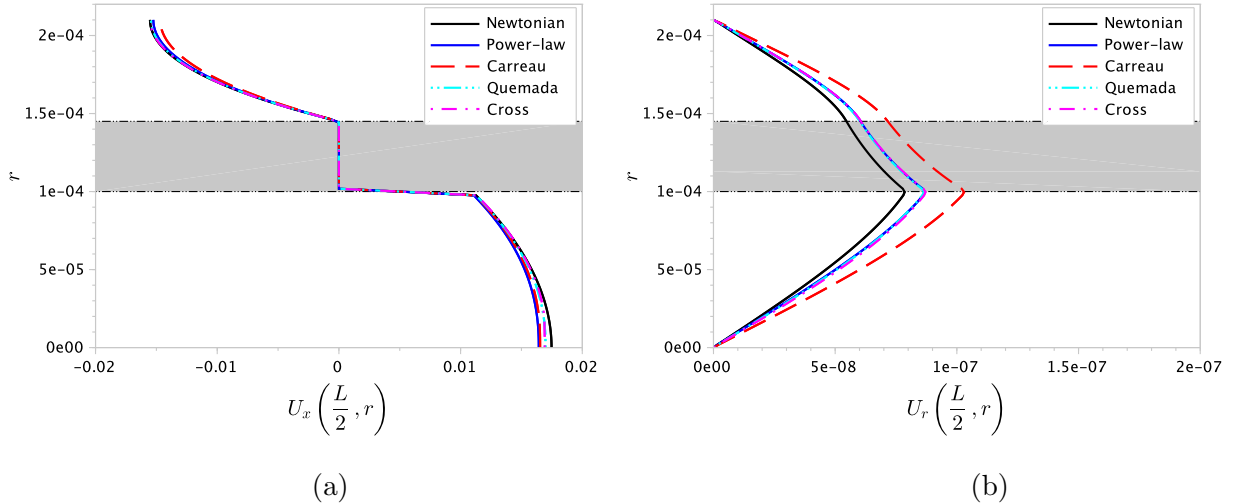 2e-04
1.5e-04
1e-04
5e-05
0e00
r
-0.02
-0.01
0
0.01
0.02
U_x(L/2, r)
Newtonian
Power-law
Carreau
Quemada
Cross
(a)
2e-04
1.5e-04
1e-04
5e-05
0e00
r
0e00
5e-08
1e-07
1.5e-07
2e-07
U_r(L/2, r)
Newtonian
Power-law
Carreau
Quemada
Cross
(b)